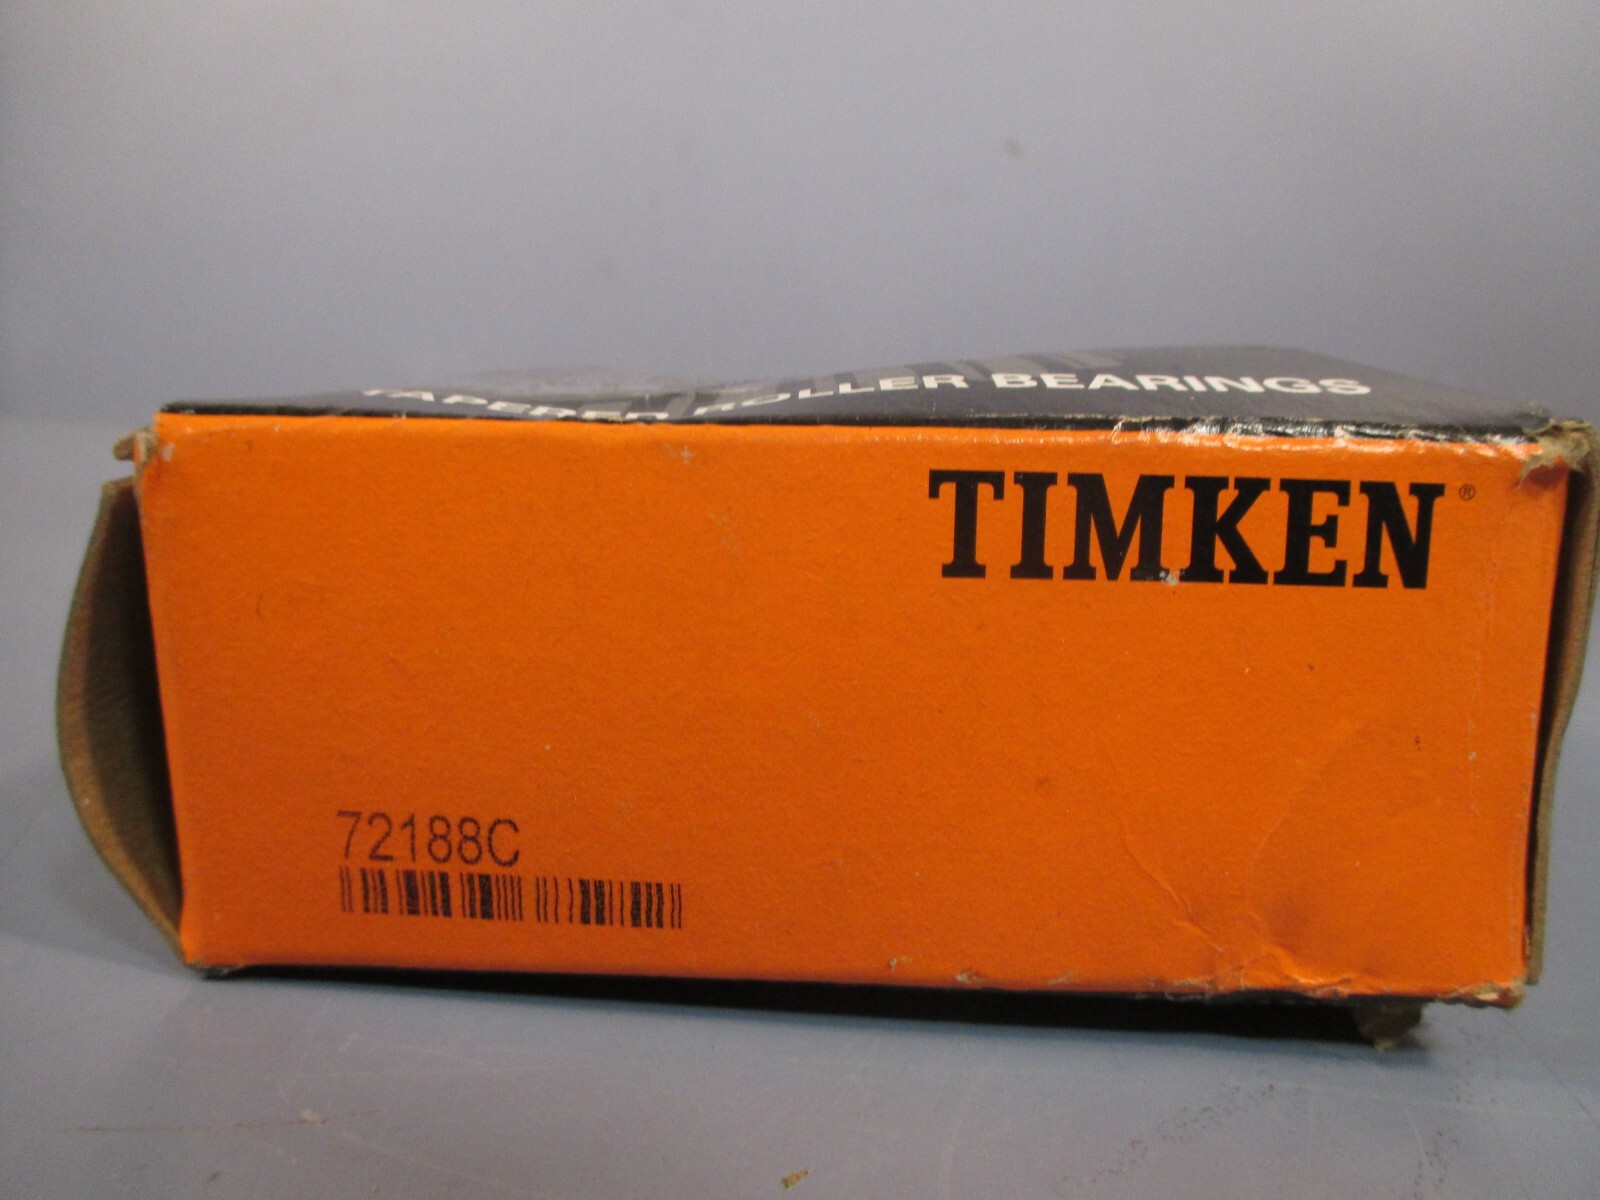 TAPERED ROLLER BEARINGS
TIMKEN®
72188C